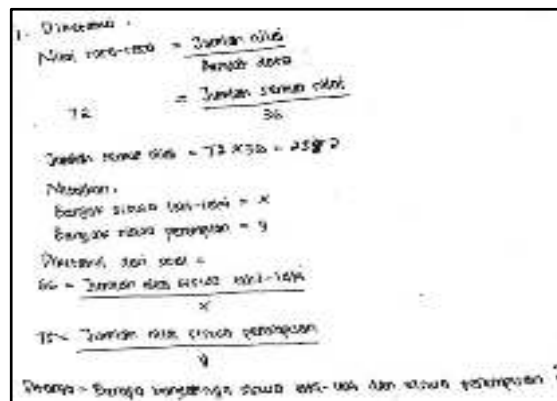 1. Diketahui :
Nilai rata-rata = Jumlah nilai
Banyak data
72 = Jumlah semua nilai
36
Jumlah semua nilai = 72 x 36 = 2592
Misalkan,
Banyak siswa laki-laki = x
Banyak siswa perempuan = y
Diketahui dari soal =
66 = Jumlah nilai siswa laki-laki
x
75 = Jumlah nilai siswa perempuan
y
Ditanya = Berapa banyaknya siswa laki-laki dan siswa perempuan ?